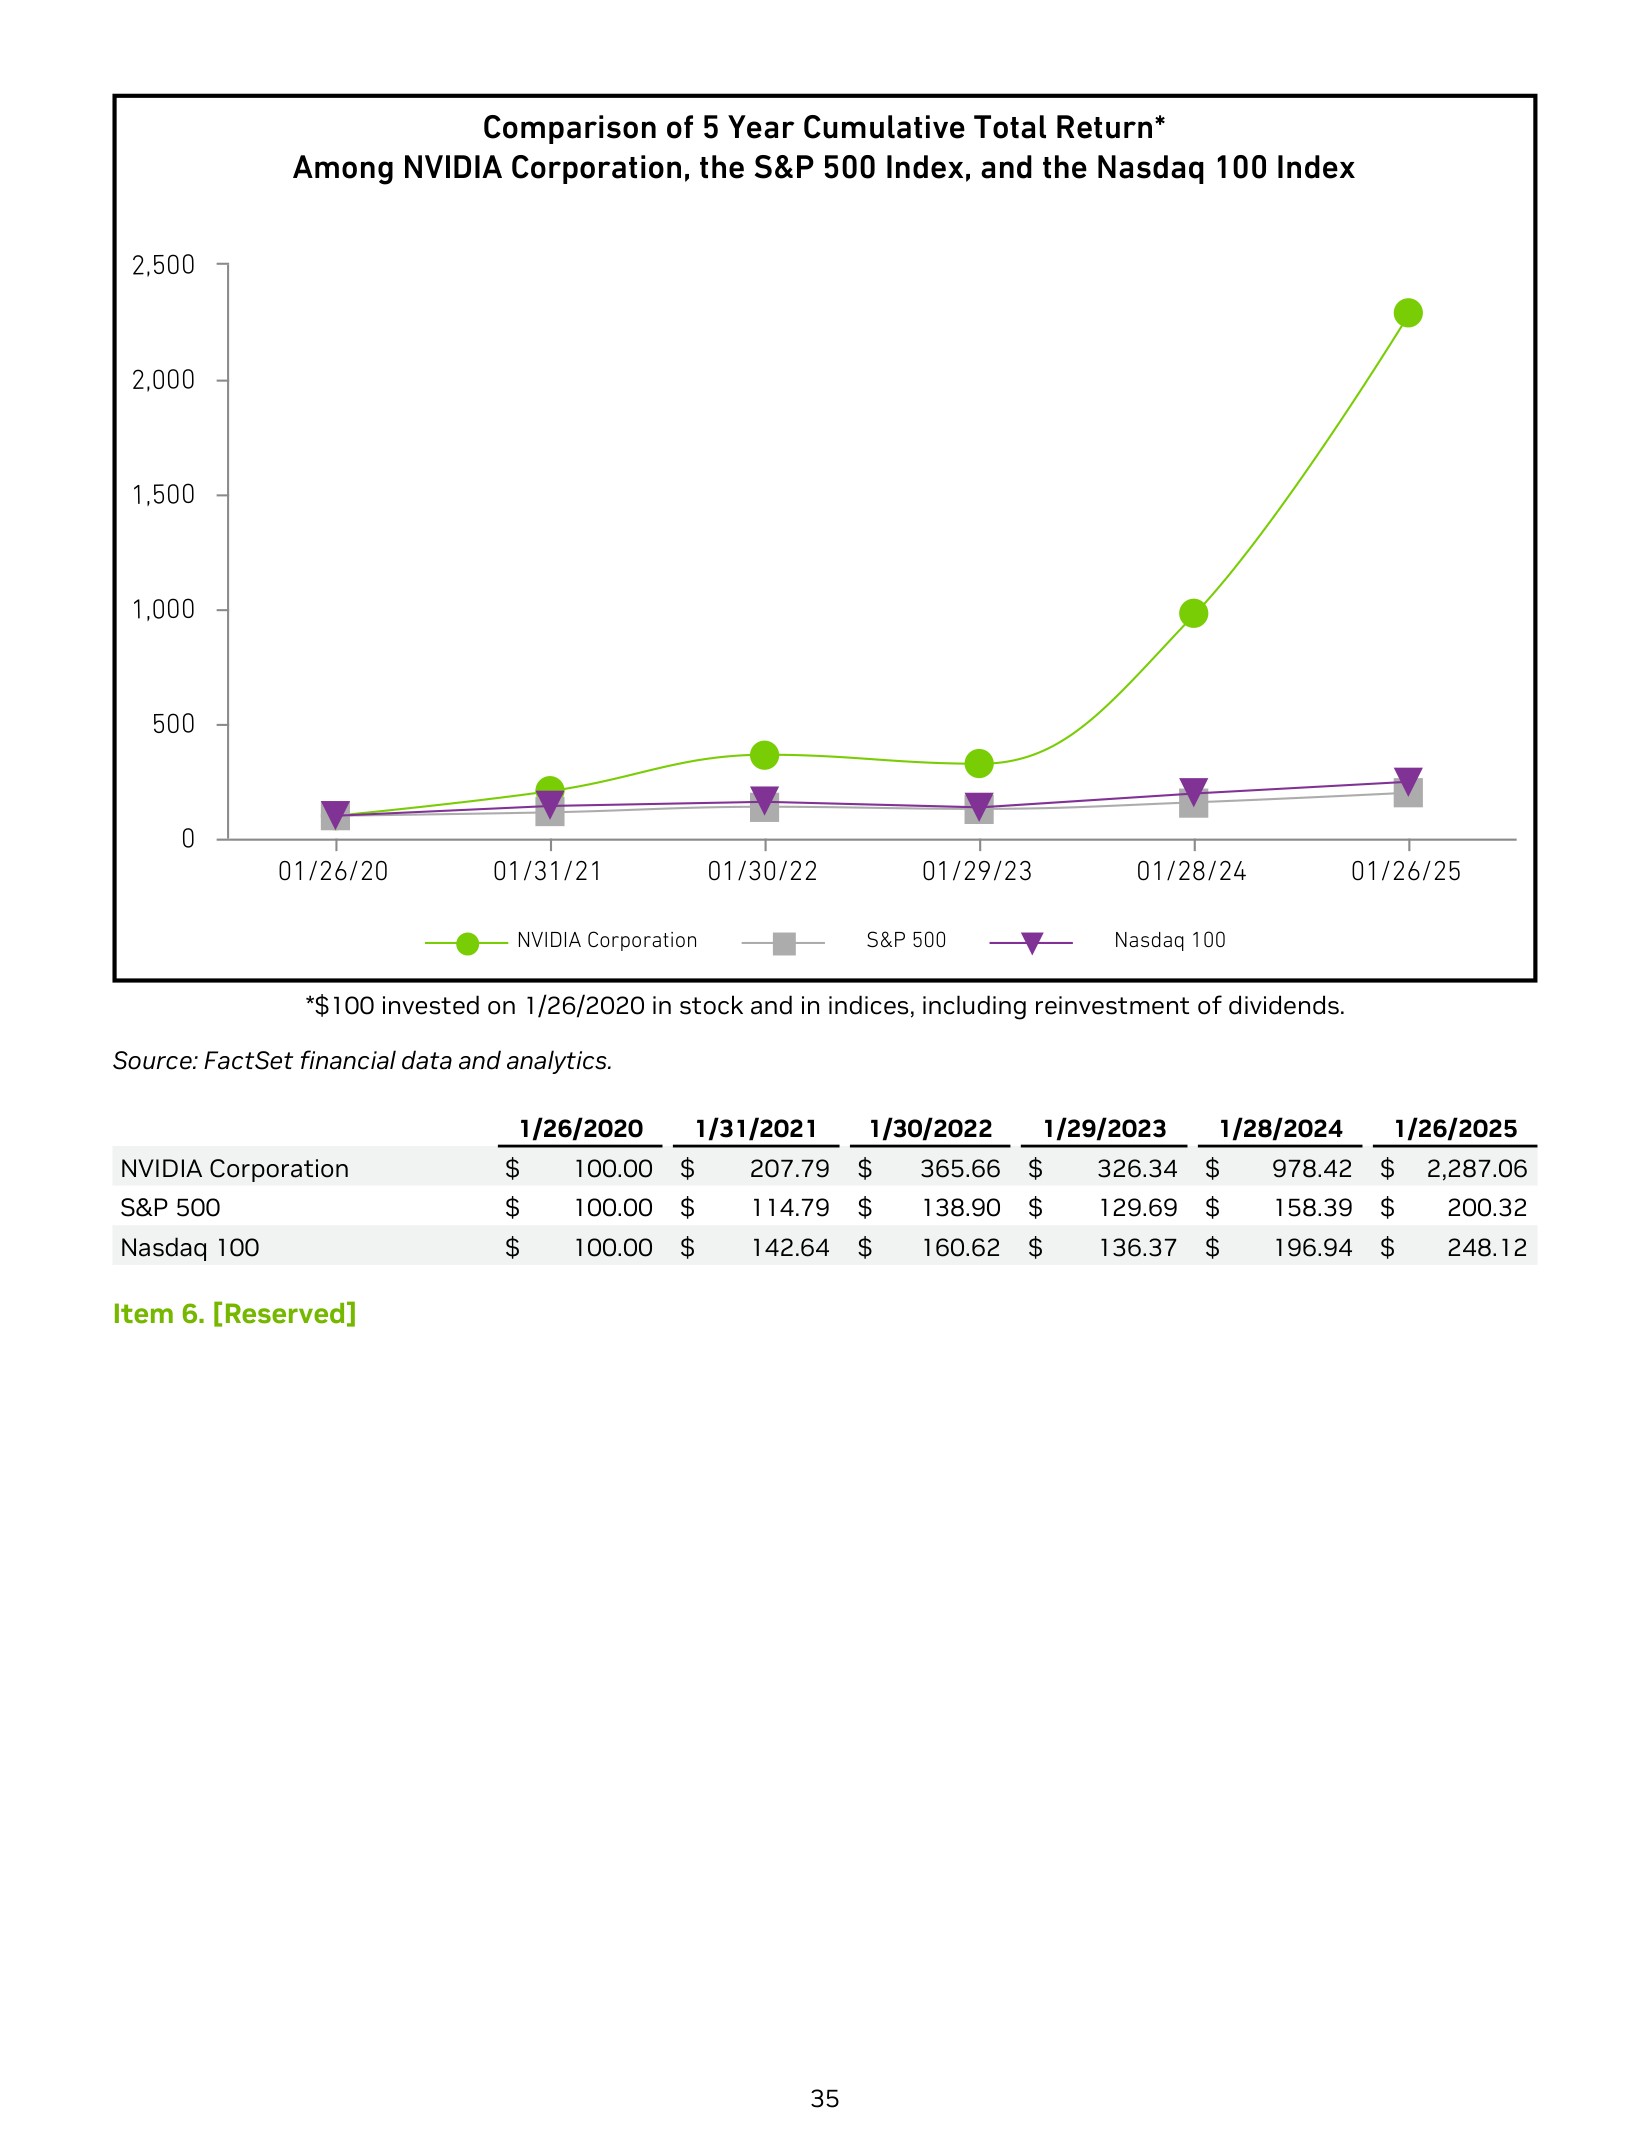 Comparison of 5 Year Cumulative Total Return*
Among NVIDIA Corporation, the S&P 500 Index, and the Nasdaq 100 Index
2,500
2,000
1,500
1,000
500
0
01/26/20 01/31/21 01/30/22 01/29/23 01/28/24 01/26/25
NVIDIA Corporation S&P 500 Nasdaq 100
*$100 invested on 1/26/2020 in stock and in indices, including reinvestment of dividends.
Source: FactSet financial data and analytics.
1/26/2020 1/31/2021 1/30/2022 1/29/2023 1/28/2024 1/26/2025
NVIDIA Corporation $ 100.00 $ 207.79 $ 365.66 $ 326.34 $ 978.42 $ 2,287.06
S&P 500 $ 100.00 $ 114.79 $ 138.90 $ 129.69 $ 158.39 $ 200.32
Nasdaq 100 $ 100.00 $ 142.64 $ 160.62 $ 136.37 $ 196.94 $ 248.12
Item 6. [Reserved]
35